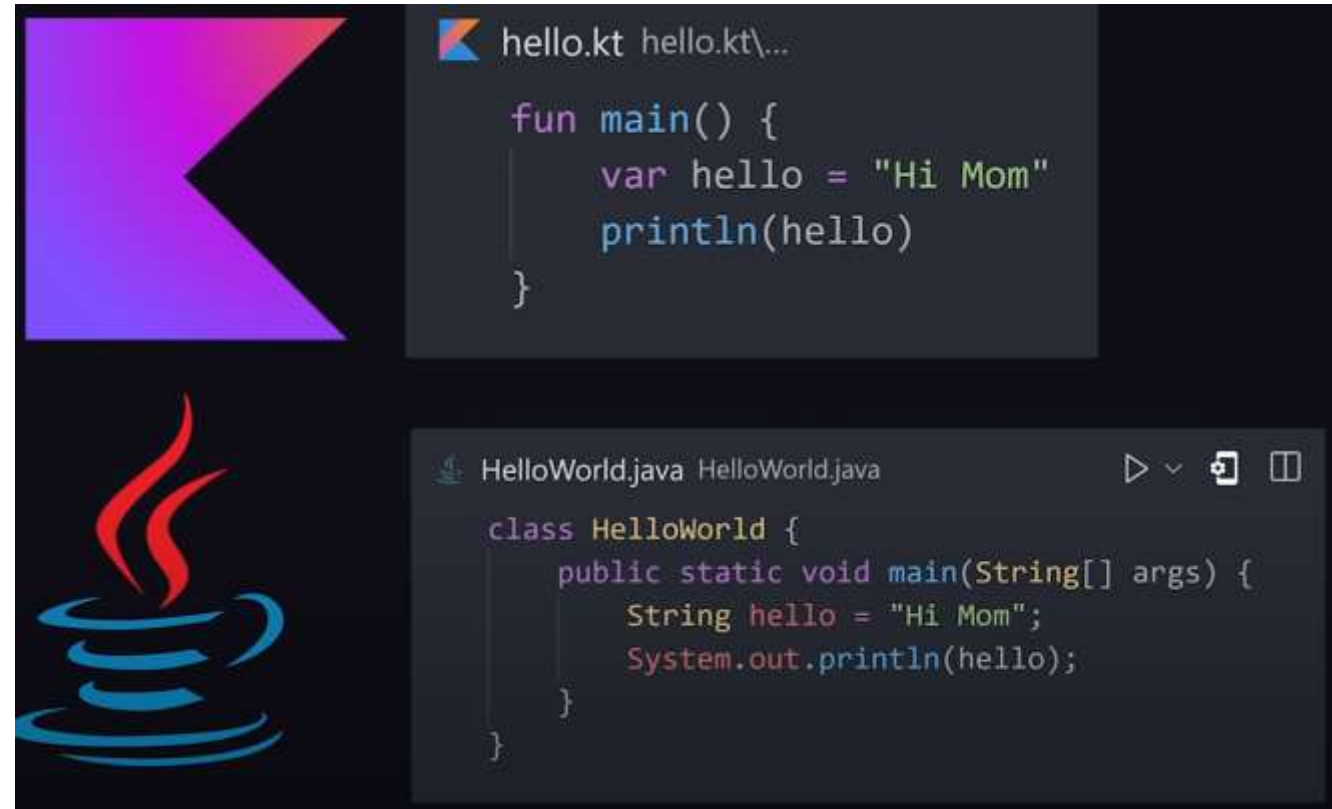 hello.kt hello.kt\...
fun main() {
var hello = "Hi Mom"
println(hello)
}
HelloWorld.java HelloWorld.java
class HelloWorld {
public static void main(String[] args) {
String hello = "Hi Mom";
System.out.println(hello);
}
}